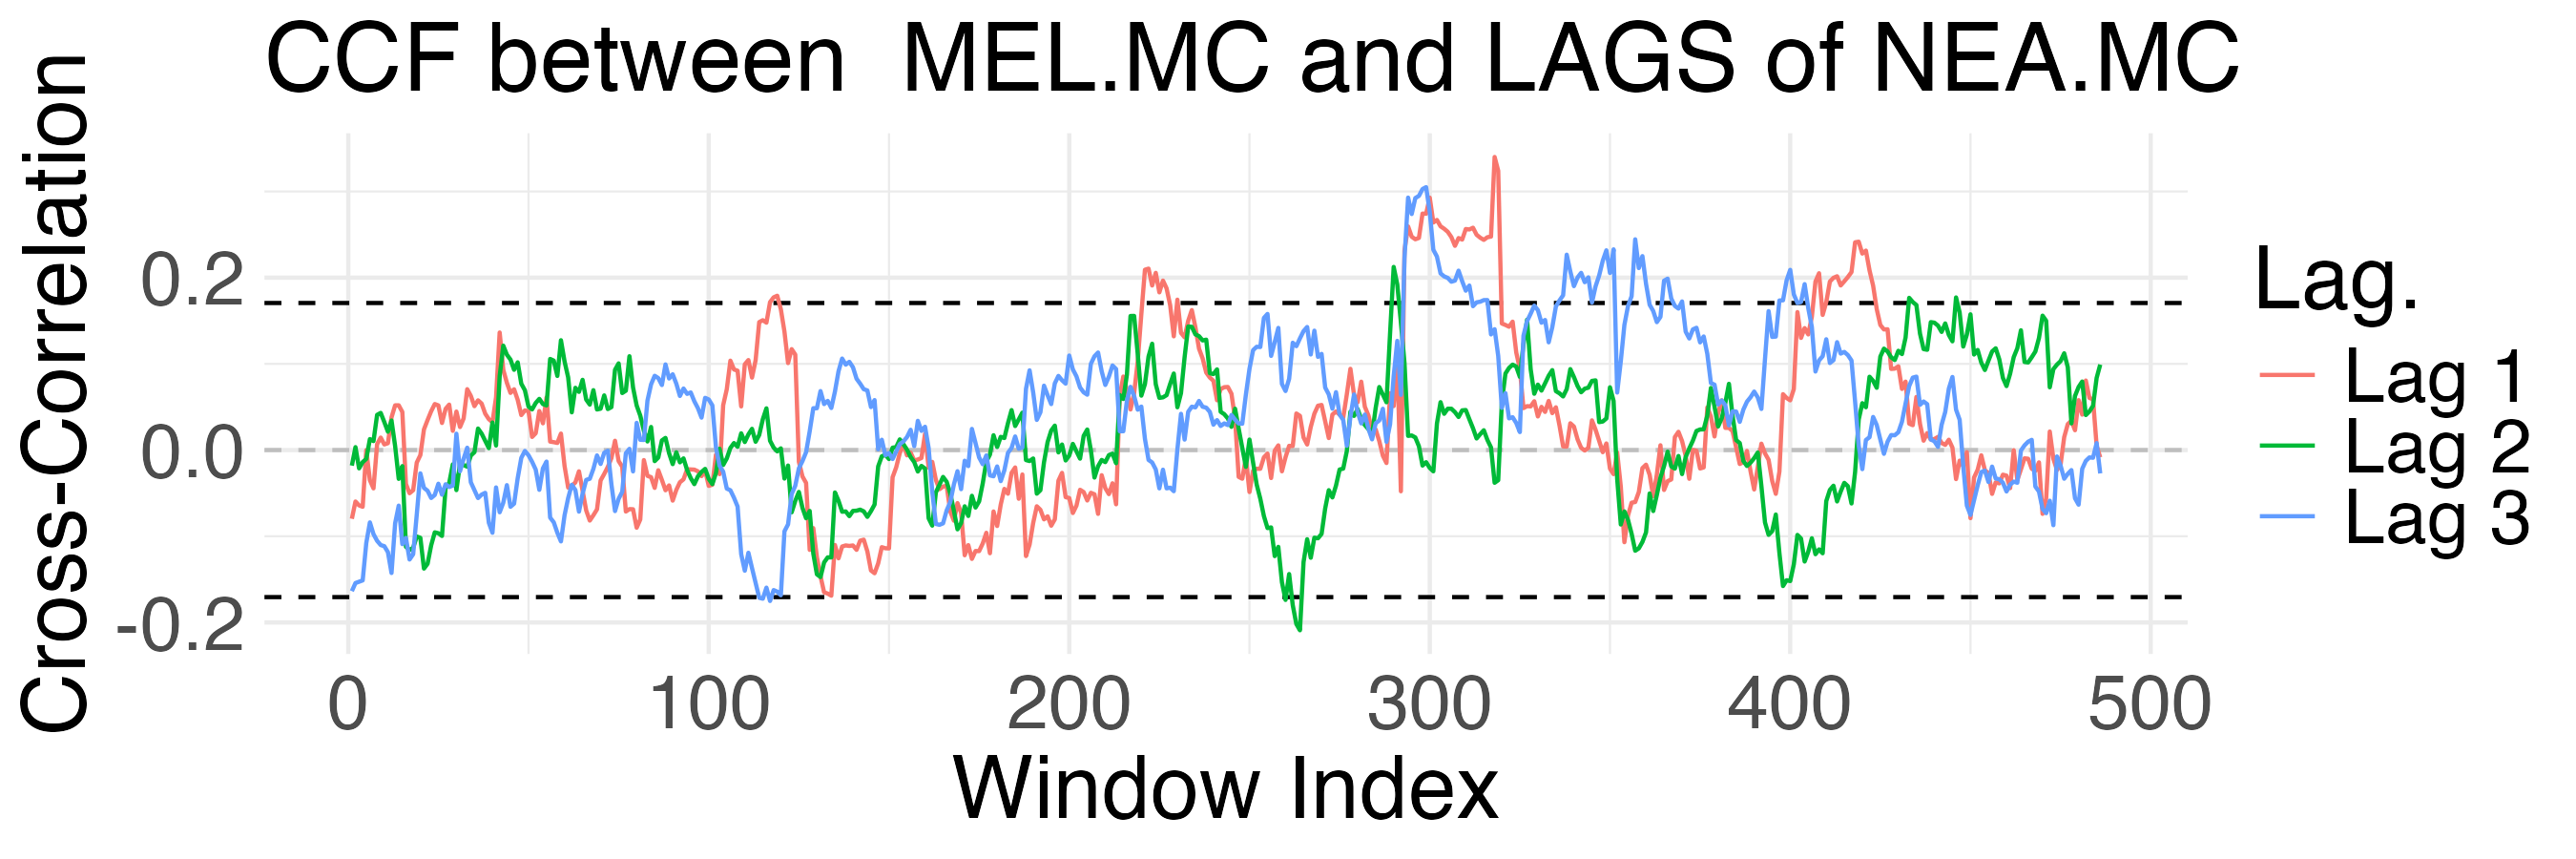 CCF between  MEL.MC and LAGS of NEA.MC
Cross-Correlation
0.2
0.0
-0.2
0 100 200 300 400 500
Window Index
Lag.
Lag 1
Lag 2
Lag 3